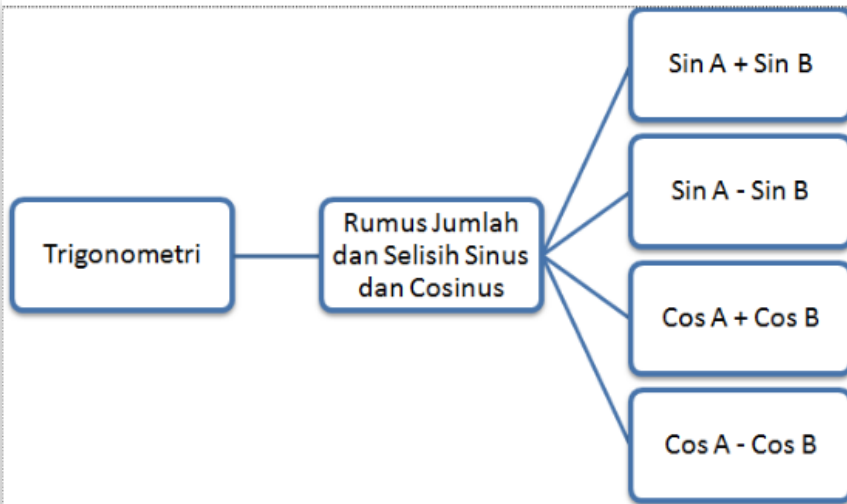 Trigonometri
Rumus Jumlah
dan Selisih Sinus
dan Cosinus
Sin A + Sin B
Sin A - Sin B
Cos A + Cos B
Cos A - Cos B